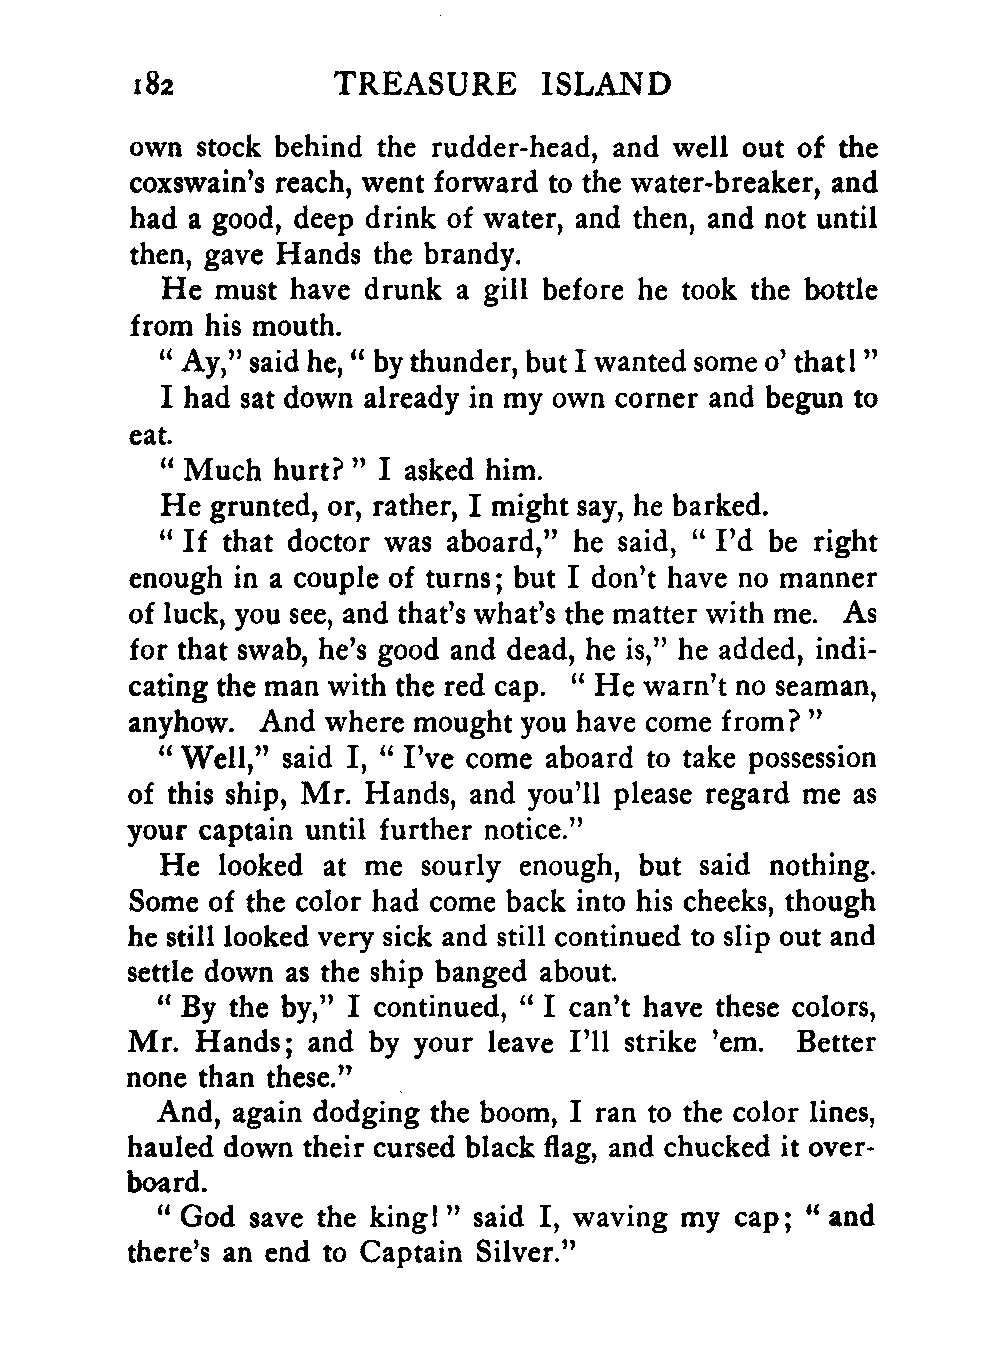 182 TREASURE ISLAND
own stock behind the rudder-head, and well out of the
coxswain's reach, went forward to the water-breaker, and
had a good, deep drink of water, and then, and not until
then, gave Hands the brandy.
He must have drunk a gill before he took the bottle
from his mouth.
"Ay," said he, "by thunder, but I wanted some o' that!"
I had sat down already in my own corner and begun to
eat.
"Much hurt?" I asked him.
He grunted, or, rather, I might say, he barked.
"If that doctor was aboard," he said, "I'd be right
enough in a couple of turns; but I don't have no manner
of luck, you see, and that's what's the matter with me. As
for that swab, he's good and dead, he is," he added, indi-
cating the man with the red cap. "He warn't no seaman,
anyhow. And where mought you have come from?"
"Well," said I, "I've come aboard to take possession
of this ship, Mr. Hands, and you'll please regard me as
your captain until further notice."
He looked at me sourly enough, but said nothing.
Some of the color had come back into his cheeks, though
he still looked very sick and still continued to slip out and
settle down as the ship banged about.
"By the by," I continued, "I can't have these colors,
Mr. Hands; and by your leave I'll strike 'em. Better
none than these."
And, again dodging the boom, I ran to the color lines,
hauled down their cursed black flag, and chucked it over-
board.
"God save the king!" said I, waving my cap; "and
there's an end to Captain Silver."